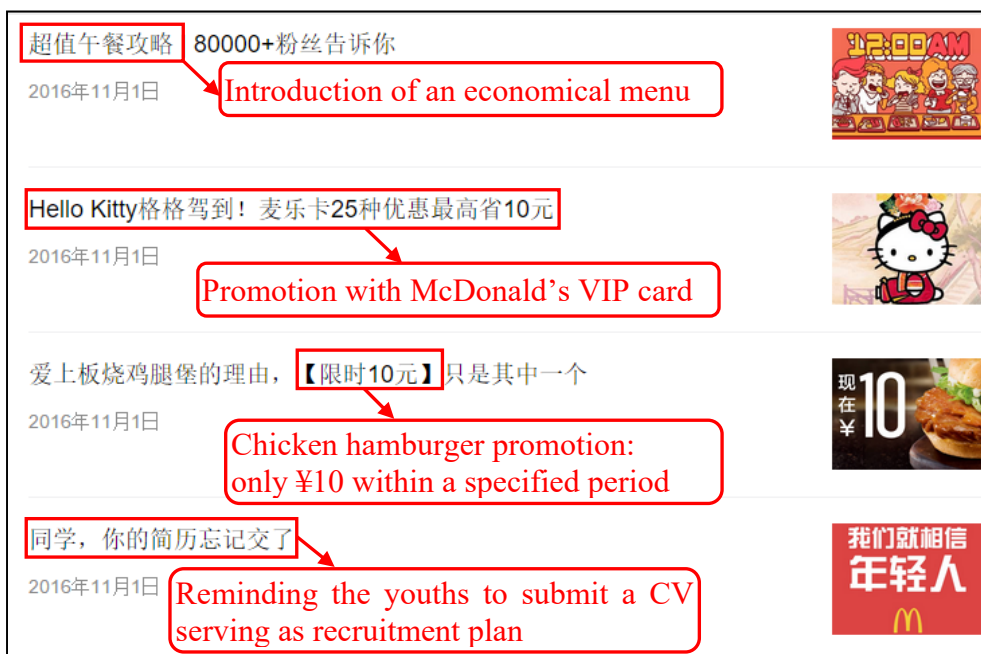 超值午餐攻略 80000+粉丝告诉你
2016年11月1日
Introduction of an economical menu
12:00AM
Hello Kitty格格驾到！麦乐卡25种优惠最高省10元
2016年11月1日
Promotion with McDonald’s VIP card
爱上板烧鸡腿堡的理由，【限时10元】只是其中一个
2016年11月1日
Chicken hamburger promotion:
only ¥10 within a specified period
现在¥10
同学，你的简历忘记交了
2016年11月1日
Reminding the youths to submit a CV
serving as recruitment plan
我们就相信
年轻人